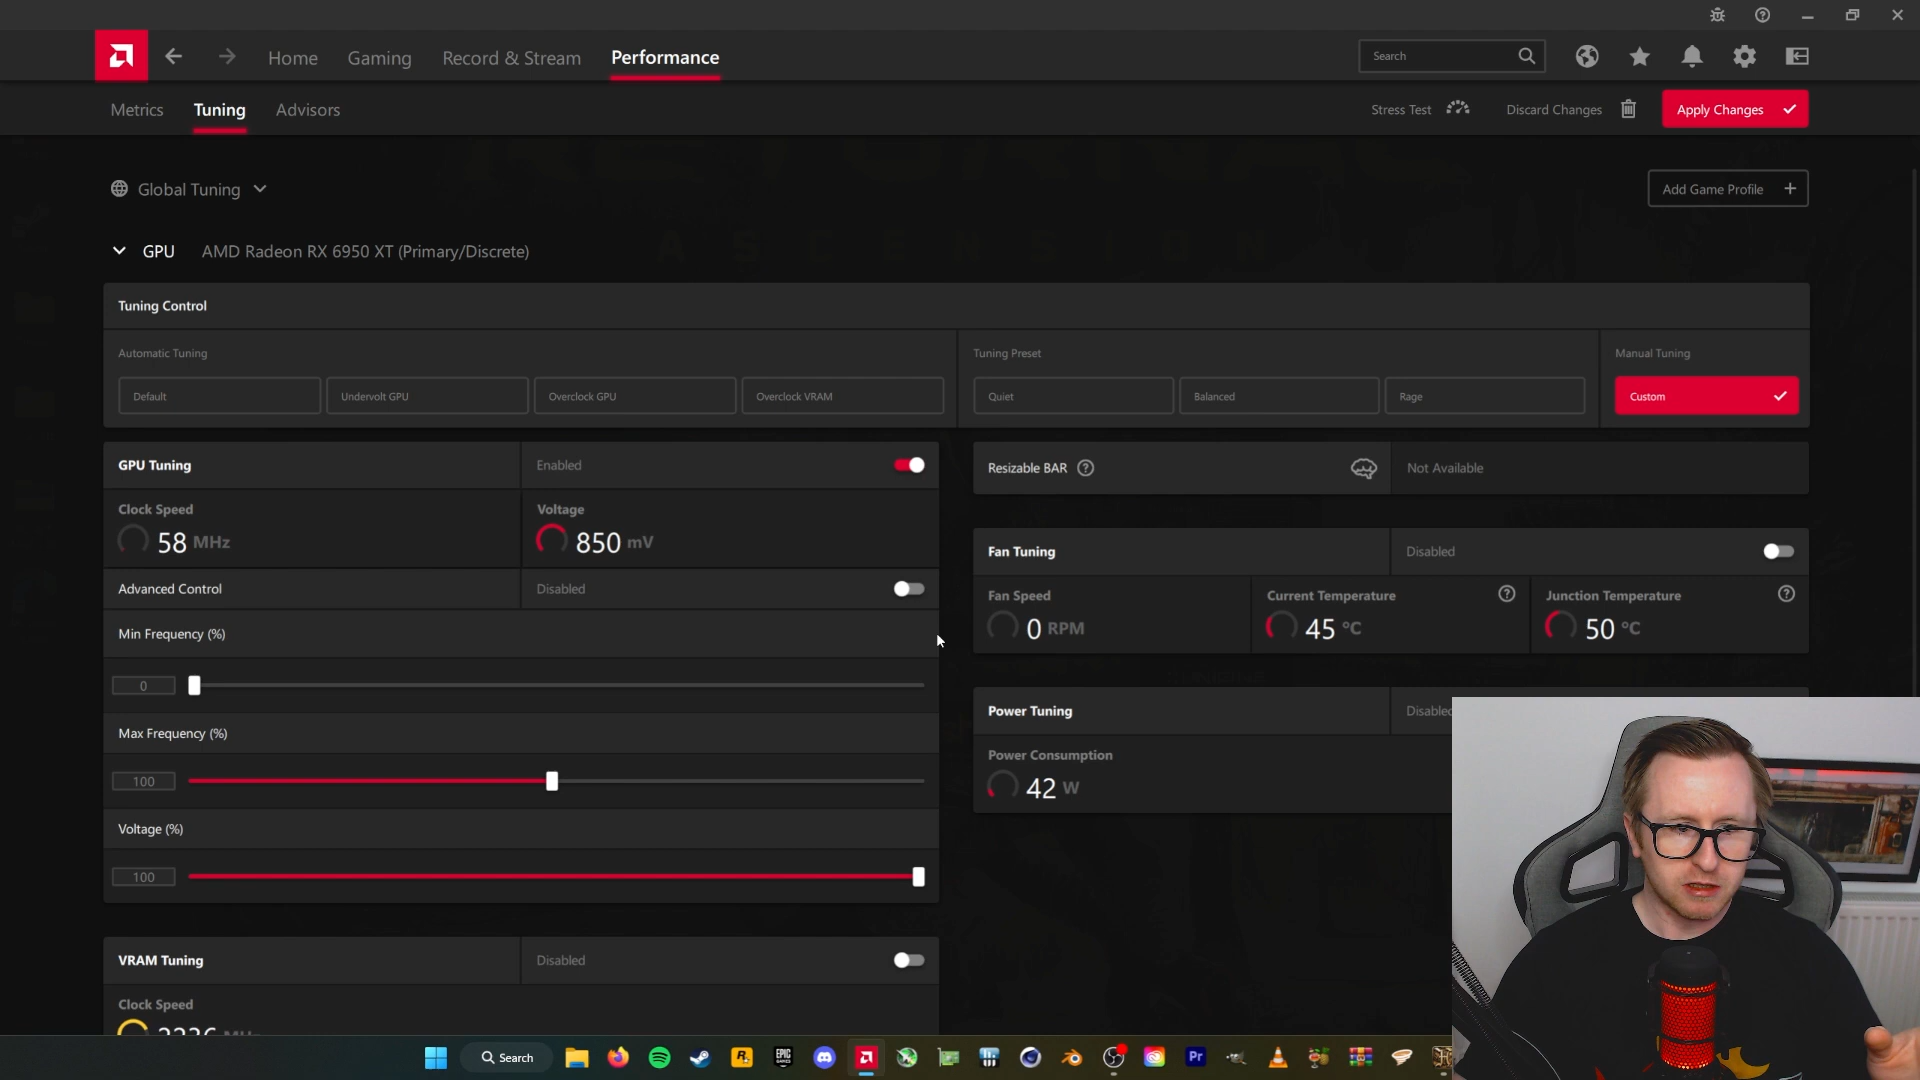 Home Gaming Record & Stream Performance
Search
Metrics Tuning Advisors
Stress Test Discard Changes Apply Changes
Global Tuning
Add Game Profile
GPU AMD Radeon RX 6950 XT (Primary/Discrete)
ASCENSION
Tuning Control
Automatic Tuning Tuning Preset Manual Tuning
Default Undervolt GPU Overclock GPU Overclock VRAM Quiet Balanced Rage Custom
GPU Tuning Enabled
Clock Speed Voltage
58 MHz 850 mV
Advanced Control Disabled
Min Frequency (%)
0
Max Frequency (%)
100
Voltage (%)
100
VRAM Tuning Disabled
Clock Speed
Resizable BAR Not Available
Fan Tuning Disabled
Fan Speed Current Temperature Junction Temperature
0 RPM 45 °C 50 °C
Power Tuning Disabled
Power Consumption
42 W
Search
R
EPIC GAMES
Pr